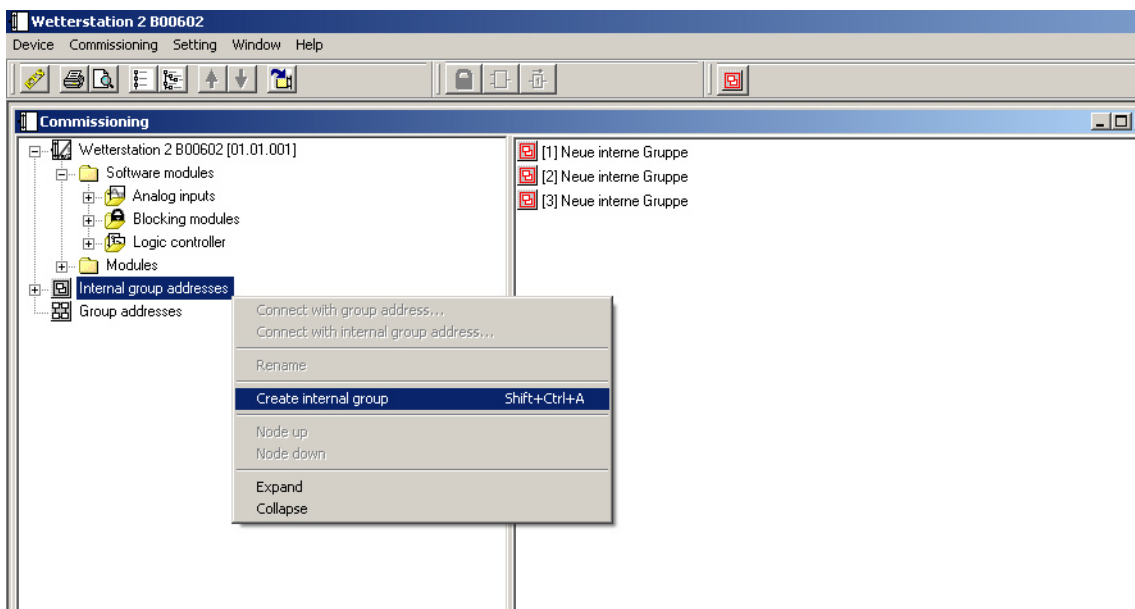 Wetterstation 2 B00602
Device Commissioning Setting Window Help
Commissioning
Wetterstation 2 B00602 [01.01.001]
Software modules
Analog inputs
Blocking modules
Logic controller
Modules
Internal group addresses
Group addresses
[1] Neue interne Gruppe
[2] Neue interne Gruppe
[3] Neue interne Gruppe
Connect with group address...
Connect with internal group address...
Rename
Create internal group Shift+Ctrl+A
Node up
Node down
Expand
Collapse